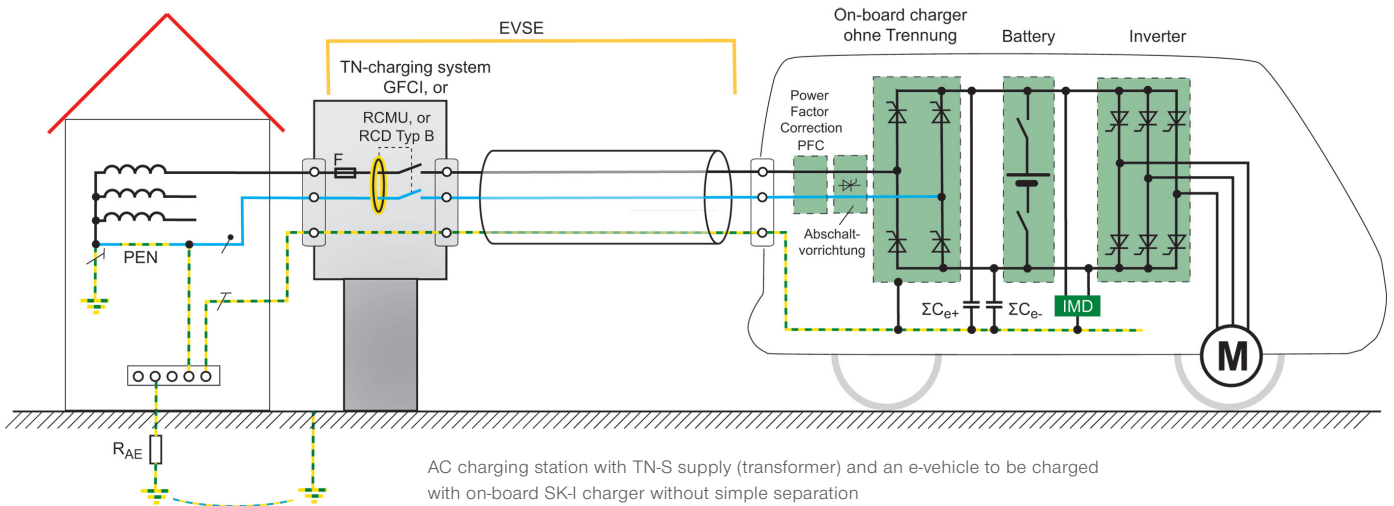 EVSE
TN-charging system
GFCI, or
RCMU, or
RCD Typ B
F
PEN
RAE
On-board charger
ohne Trennung
Battery
Inverter
Power
Factor
Correction
PFC
Abschalt-
vorrichtung
ΣCe+
ΣCe-
IMD
M
AC charging station with TN-S supply (transformer) and an e-vehicle to be charged
with on-board SK-I charger without simple separation